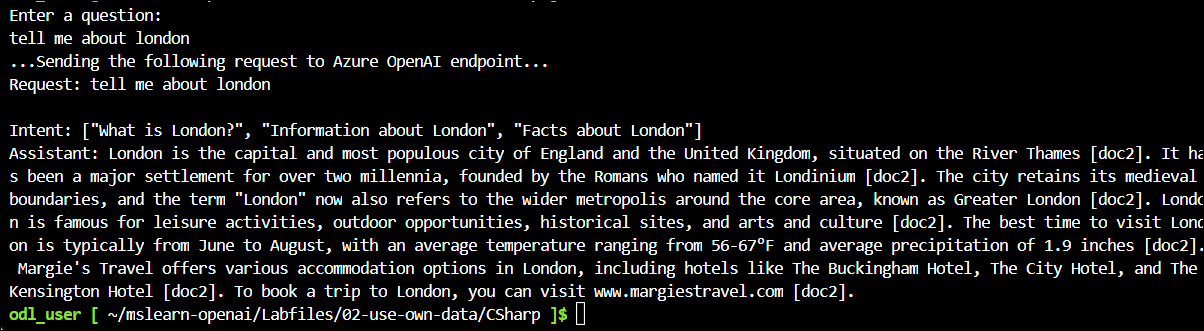 Enter a question:
tell me about london
...Sending the following request to Azure OpenAI endpoint...
Request: tell me about london
Intent: ["What is London?", "Information about London", "Facts about London"]
Assistant: London is the capital and most populous city of England and the United Kingdom, situated on the River Thames [doc2]. It ha
s been a major settlement for over two millennia, founded by the Romans who named it Londinium [doc2]. The city retains its medieval
boundaries, and the term "London" now also refers to the wider metropolis around the core area, known as Greater London [doc2]. Londo
n is famous for leisure activities, outdoor opportunities, historical sites, and arts and culture [doc2]. The best time to visit Lond
on is typically from June to August, with an average temperature ranging from 56-67°F and average precipitation of 1.9 inches [doc2].
Margie's Travel offers various accommodation options in London, including hotels like The Buckingham Hotel, The City Hotel, and The
Kensington Hotel [doc2]. To book a trip to London, you can visit www.margiestravel.com [doc2].
odl_user [ ~/mslearn-openai/Labfiles/02-use-own-data/CSharp ]$